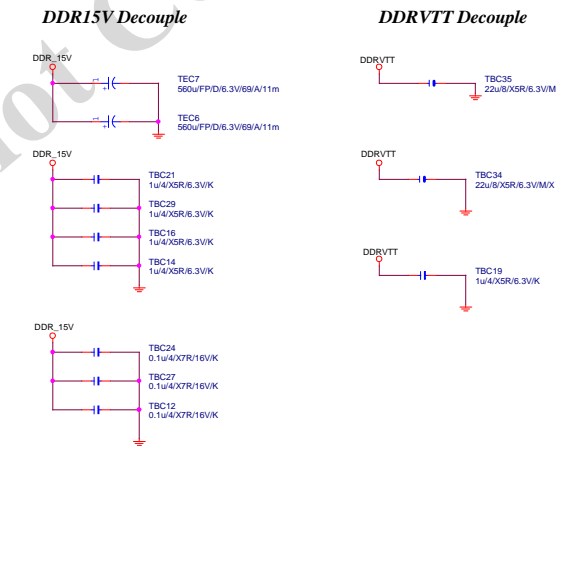 DDR15V Decouple
DDRVTT Decouple
DDR_15V
1
TEC7
560u/FP/D/6.3V/69/A/11m
+
1
TEC6
560u/FP/D/6.3V/69/A/11m
+
DDR_15V
TBC21
1u/4/X5R/6.3V/K
TBC29
1u/4/X5R/6.3V/K
TBC16
1u/4/X5R/6.3V/K
TBC14
1u/4/X5R/6.3V/K
DDR_15V
TBC24
0.1u/4/X7R/16V/K
TBC27
0.1u/4/X7R/16V/K
TBC12
0.1u/4/X7R/16V/K
DDRVTT
TBC35
22u/8/X5R/6.3V/M
DDRVTT
TBC34
22u/8/X5R/6.3V/M/X
DDRVTT
TBC19
1u/4/X5R/6.3V/K
not C